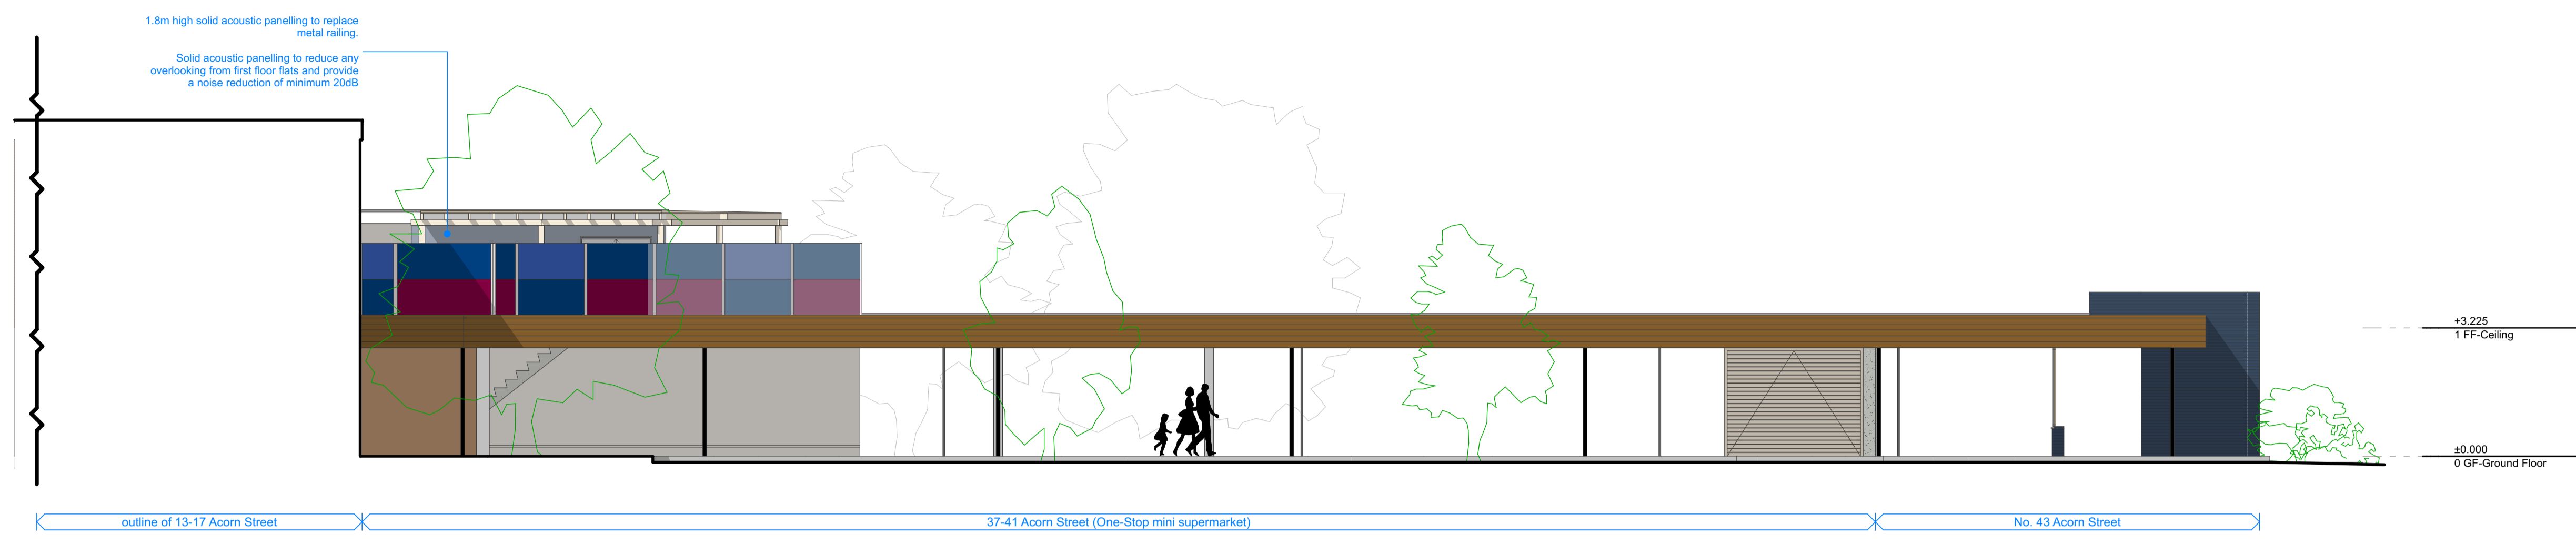 1.8m high solid acoustic panelling to replace
metal railing.
Solid acoustic panelling to reduce any
overlooking from first floor flats and provide
a noise reduction of minimum 20dB
+3.225
1 FF-Ceiling
±0.000
0 GF-Ground Floor
outline of 13-17 Acorn Street
37-41 Acorn Street (One-Stop mini supermarket)
No. 43 Acorn Street